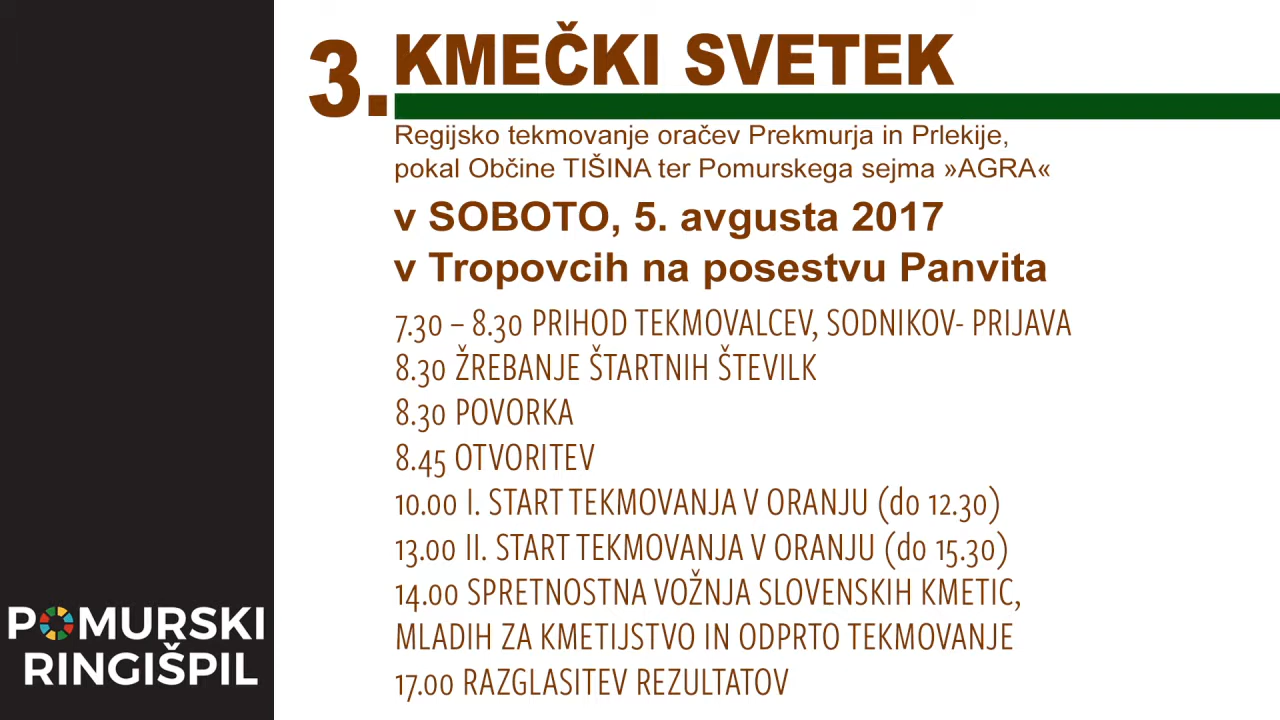 3. KMEČKI SVETEK
Regijsko tekmovanje oračev Prekmurja in Prlekije,
pokal Občine TIŠINA ter Pomurskega sejma »AGRA«
v SOBOTO, 5. avgusta 2017
v Tropovcih na posestvu Panvita
7.30 – 8.30 PRIHOD TEKMOVALCEV, SODNIKOV- PRIJAVA
8.30 ŽREBANJE ŠTARTNIH ŠTEVILK
8.30 POVORKA
8.45 OTVORITEV
10.00 I. START TEKMOVANJA V ORANJU (do 12.30)
13.00 II. START TEKMOVANJA V ORANJU (do 15.30)
14.00 SPRETNOSTNA VOŽNJA SLOVENSKIH KMETIC,
MLADIH ZA KMETIJSTVO IN ODPRTO TEKMOVANJE
17.00 RAZGLASITEV REZULTATOV
POMURSKI
RINGIŠPIL